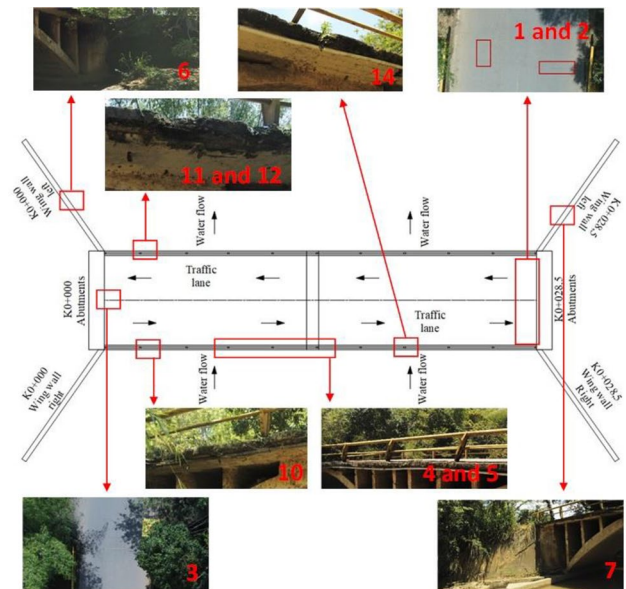 6
14
1 and 2
11 and 12
K0+000
Wing wall
left
Water flow
Water flow
K0+028,5
Wing wall
left
K0+000
Abutments
Traffic
lane
Traffic
lane
K0+028,5
Abutments
K0+000
Wing wall
right
Water flow
Water flow
K0+028,5
Wing wall
Right
10
4 and 5
3
7